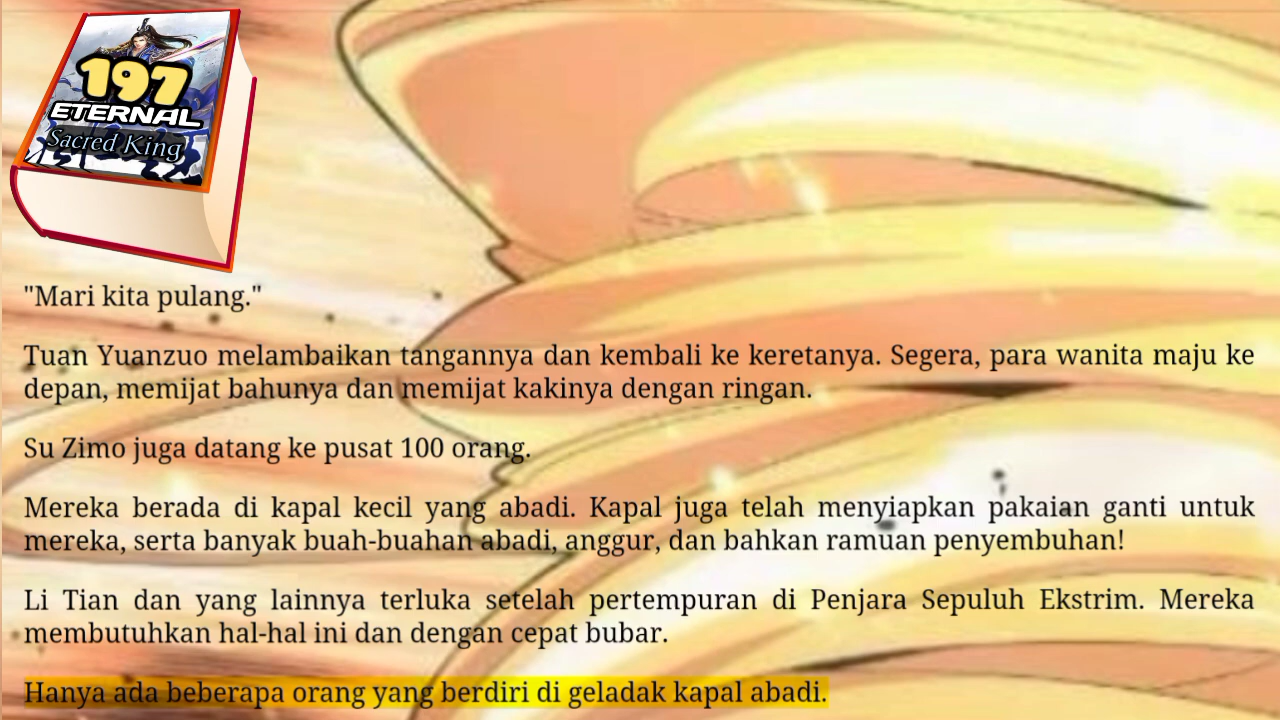 197
ETERNAL
Sacred King
"Mari kita pulang."
Tuan Yuanzuo melambaikan tangannya dan kembali ke keretanya. Segera, para wanita maju ke
depan, memijat bahunya dan memijat kakinya dengan ringan.
Su Zimo juga datang ke pusat 100 orang.
Mereka berada di kapal kecil yang abadi. Kapal juga telah menyiapkan pakaian ganti untuk
mereka, serta banyak buah-buahan abadi, anggur, dan bahkan ramuan penyembuhan!
Li Tian dan yang lainnya terluka setelah pertempuran di Penjara Sepuluh Ekstrim. Mereka
membutuhkan hal-hal ini dan dengan cepat bubar.
Hanya ada beberapa orang yang berdiri di geladak kapal abadi.